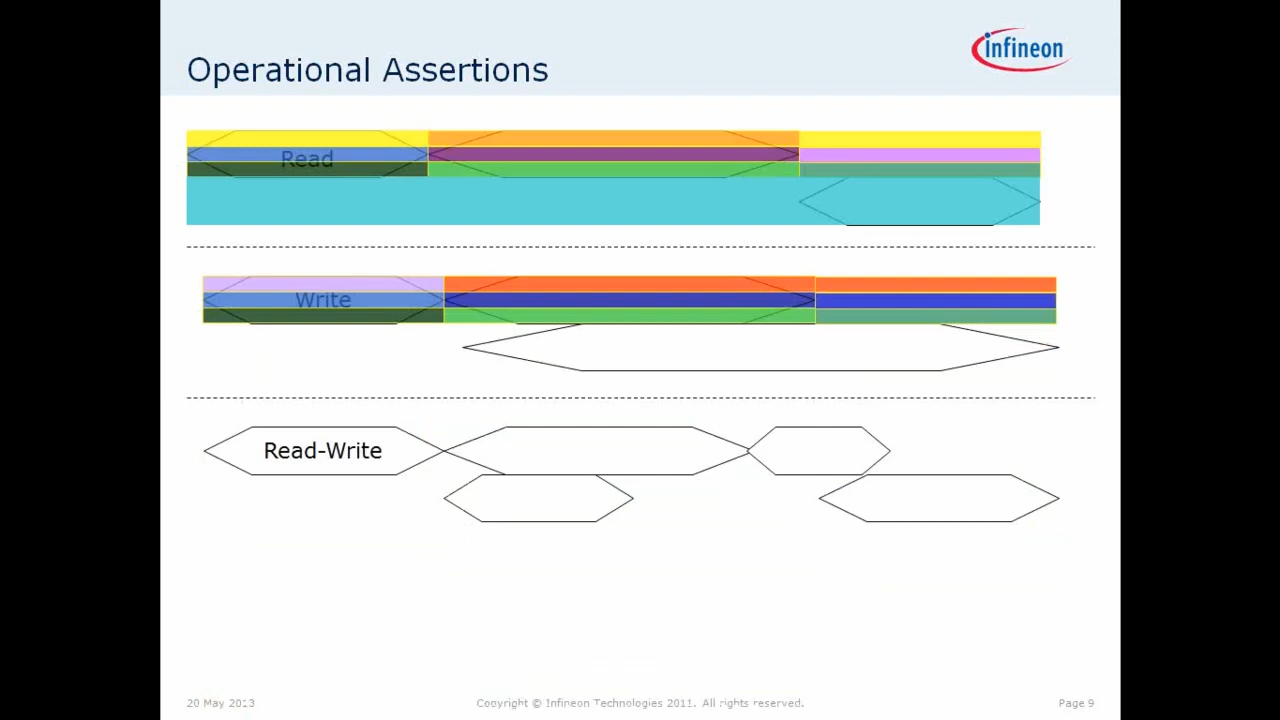 infineon
Operational Assertions
Read
Write
Read-Write
20 May 2013
Copyright © Infineon Technologies 2011. All rights reserved.
Page 9